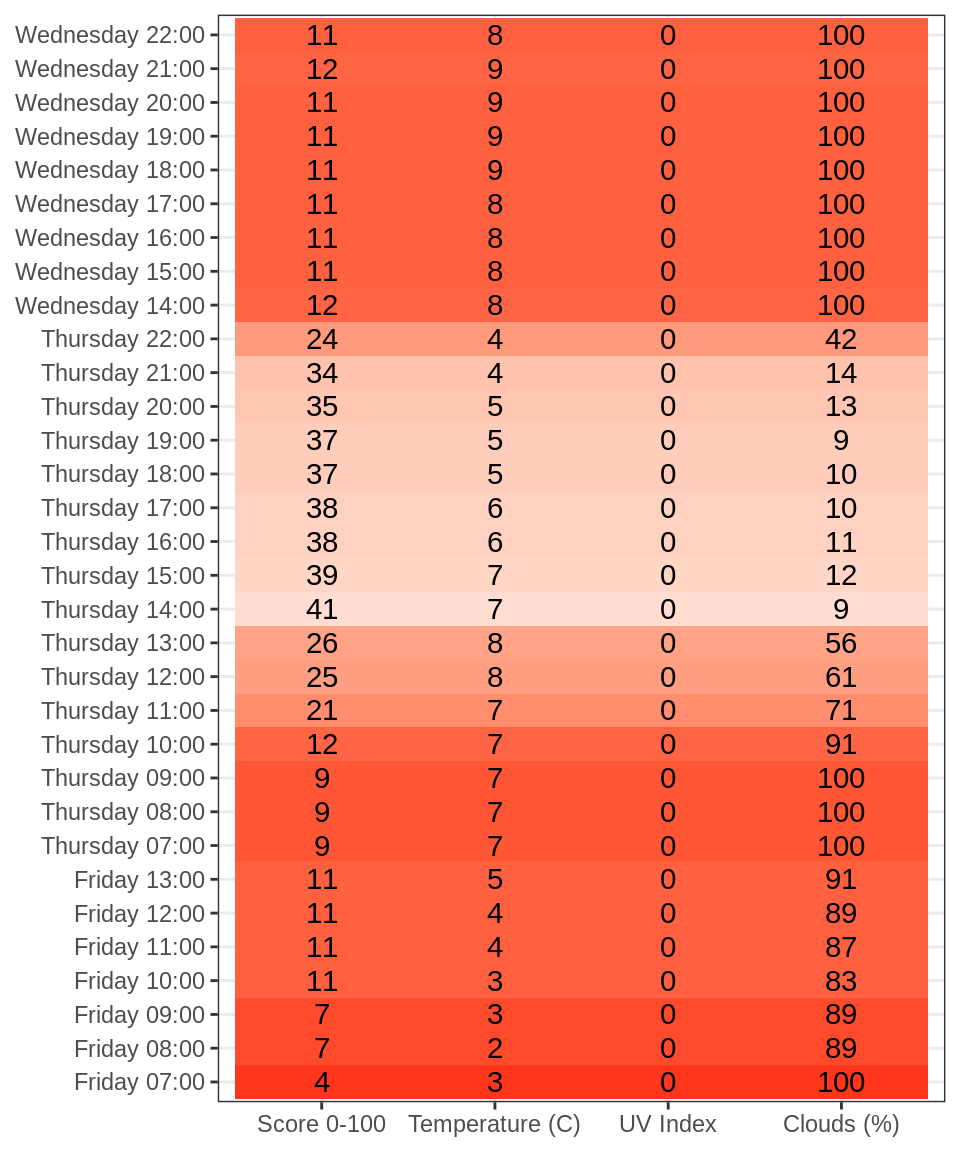 Wednesday 22:00 11 8 0 100
Wednesday 21:00 12 9 0 100
Wednesday 20:00 11 9 0 100
Wednesday 19:00 11 9 0 100
Wednesday 18:00 11 9 0 100
Wednesday 17:00 11 8 0 100
Wednesday 16:00 11 8 0 100
Wednesday 15:00 11 8 0 100
Wednesday 14:00 12 8 0 100
Thursday 22:00 24 4 0 42
Thursday 21:00 34 4 0 14
Thursday 20:00 35 5 0 13
Thursday 19:00 37 5 0 9
Thursday 18:00 37 5 0 10
Thursday 17:00 38 6 0 10
Thursday 16:00 38 6 0 11
Thursday 15:00 39 7 0 12
Thursday 14:00 41 7 0 9
Thursday 13:00 26 8 0 56
Thursday 12:00 25 8 0 61
Thursday 11:00 21 7 0 71
Thursday 10:00 12 7 0 91
Thursday 09:00 9 7 0 100
Thursday 08:00 9 7 0 100
Thursday 07:00 9 7 0 100
Friday 13:00 11 5 0 91
Friday 12:00 11 4 0 89
Friday 11:00 11 4 0 87
Friday 10:00 11 3 0 83
Friday 09:00 7 3 0 89
Friday 08:00 7 2 0 89
Friday 07:00 4 3 0 100
Score 0-100 Temperature (C) UV Index Clouds (%)